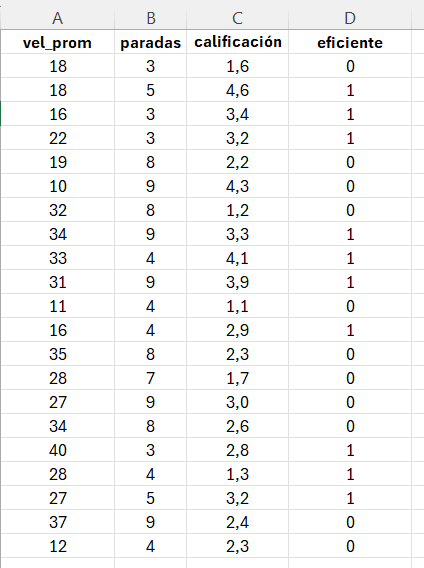 A B C D
vel_prom paradas calificación eficiente
18 3 1,6 0
18 5 4,6 1
16 3 3,4 1
22 3 3,2 1
19 8 2,2 0
10 9 4,3 0
32 8 1,2 0
34 9 3,3 1
33 4 4,1 1
31 9 3,9 1
11 4 1,1 0
16 4 2,9 1
35 8 2,3 0
28 7 1,7 0
27 9 3,0 0
34 8 2,6 0
40 3 2,8 1
28 4 1,3 1
27 5 3,2 1
37 9 2,4 0
12 4 2,3 0